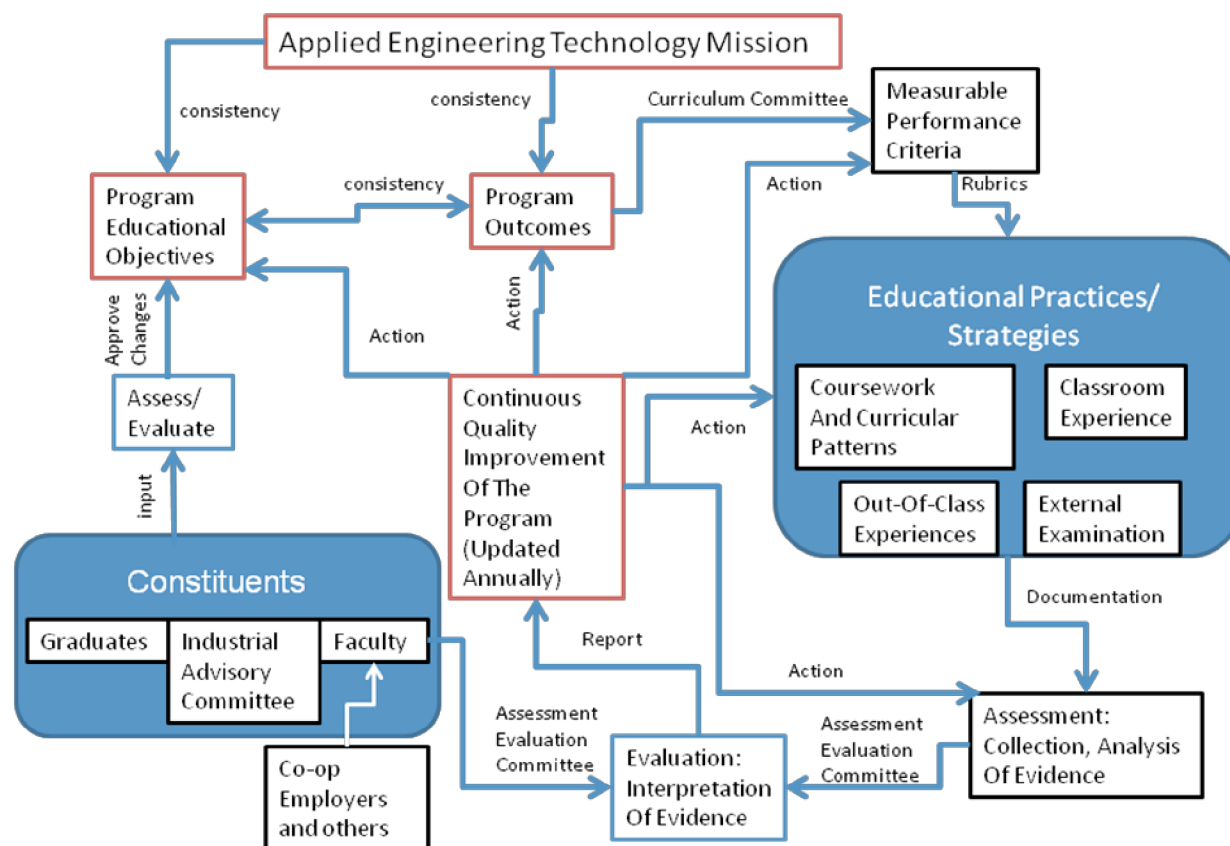 Applied Engineering Technology Mission
consistency
consistency
Curriculum Committee
Measurable
Performance
Criteria
Program
Educational
Objectives
consistency
Program
Outcomes
Action
Rubrics
Approve
Changes
Action
Action
Educational Practices/
Strategies
Coursework
And Curricular
Patterns
Classroom
Experience
Out-Of-Class
Experiences
External
Examination
Assess/
Evaluate
Continuous
Quality
Improvement
Of The
Program
(Updated
Annually)
Action
input
Constituents
Graduates
Industrial
Advisory
Committee
Faculty
Report
Documentation
Action
Co-op
Employers
and others
Assessment
Evaluation
Committee
Evaluation:
Interpretation
Of Evidence
Assessment
Evaluation
Committee
Assessment:
Collection, Analysis
Of Evidence